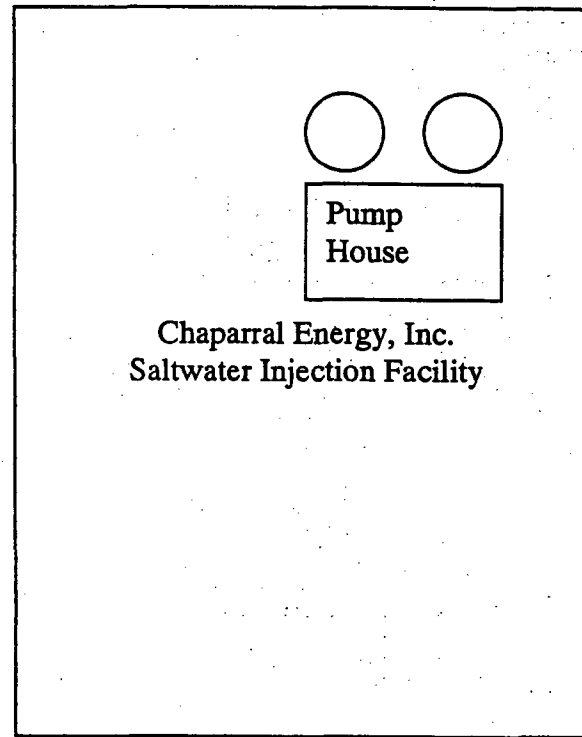 Pump
House
Chaparral Energy, Inc.
Saltwater Injection Facility